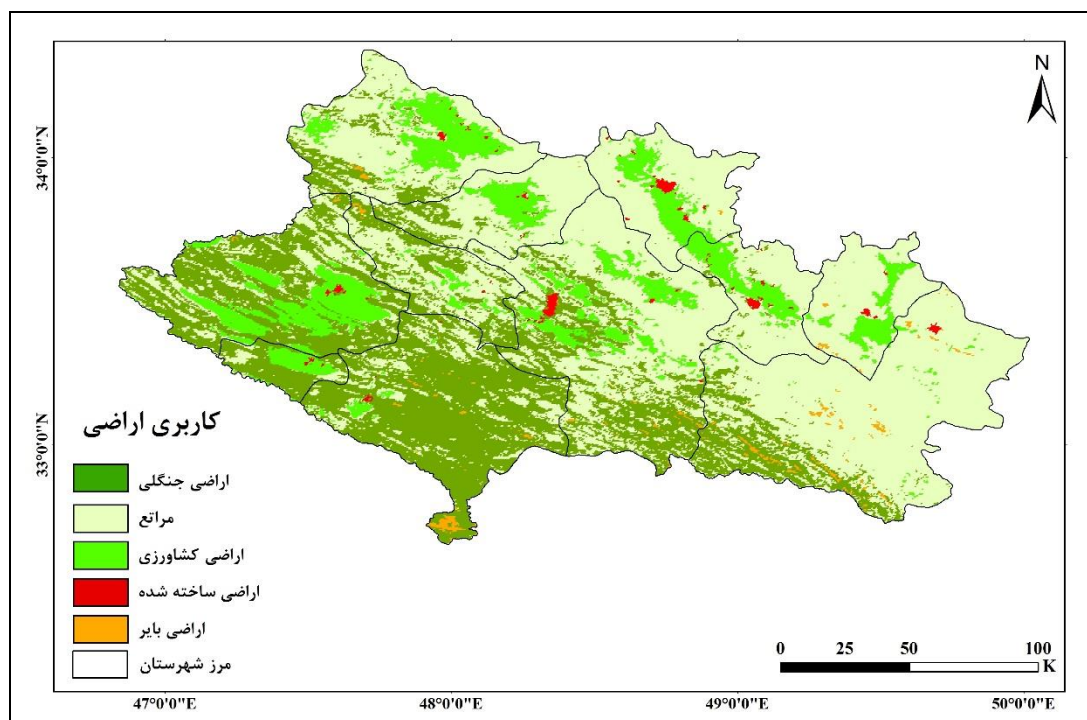 N
34°0'0"N
33°0'0"N
کاربری اراضی
اراضی جنگلی
مراتع
اراضی کشاورزی
اراضی ساخته شده
اراضی بایر
مرز شهرستان
0 25 50 100
K
47°0'0"E 48°0'0"E 49°0'0"E 50°0'0"E